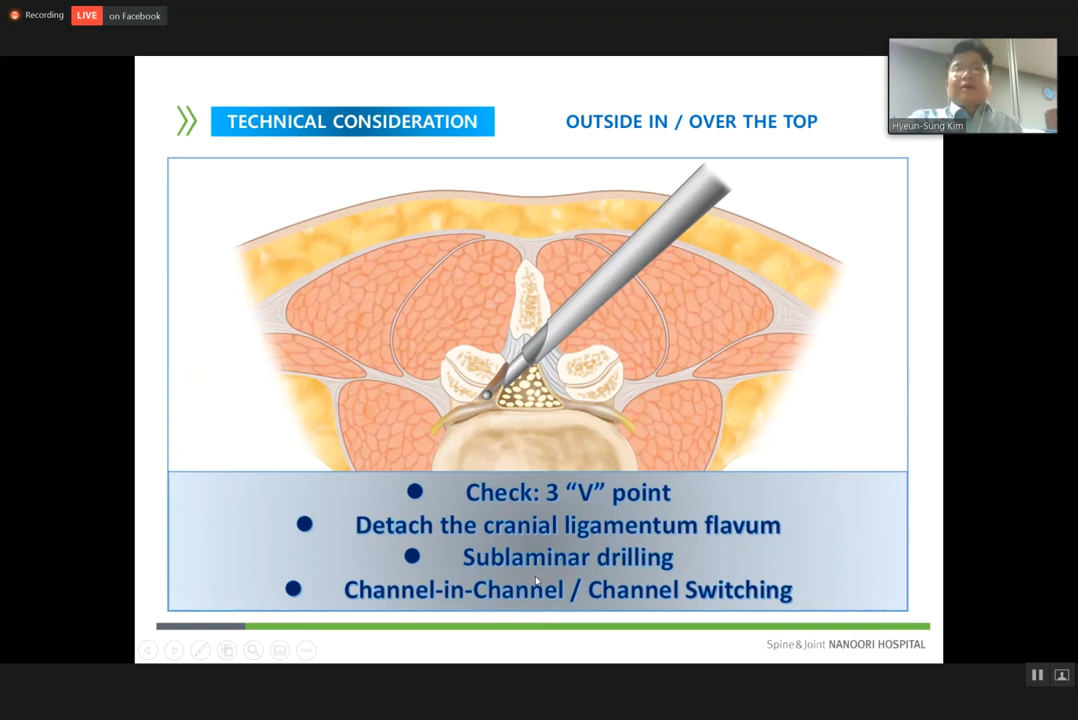 Recording
LIVE on Facebook
Hyeun-Sung Kim
TECHNICAL CONSIDERATION
OUTSIDE IN / OVER THE TOP
Check: 3 “V” point
Detach the cranial ligamentum flavum
Sublaminar drilling
Channel-in-Channel / Channel Switching
Spine & Joint NANOORI HOSPITAL